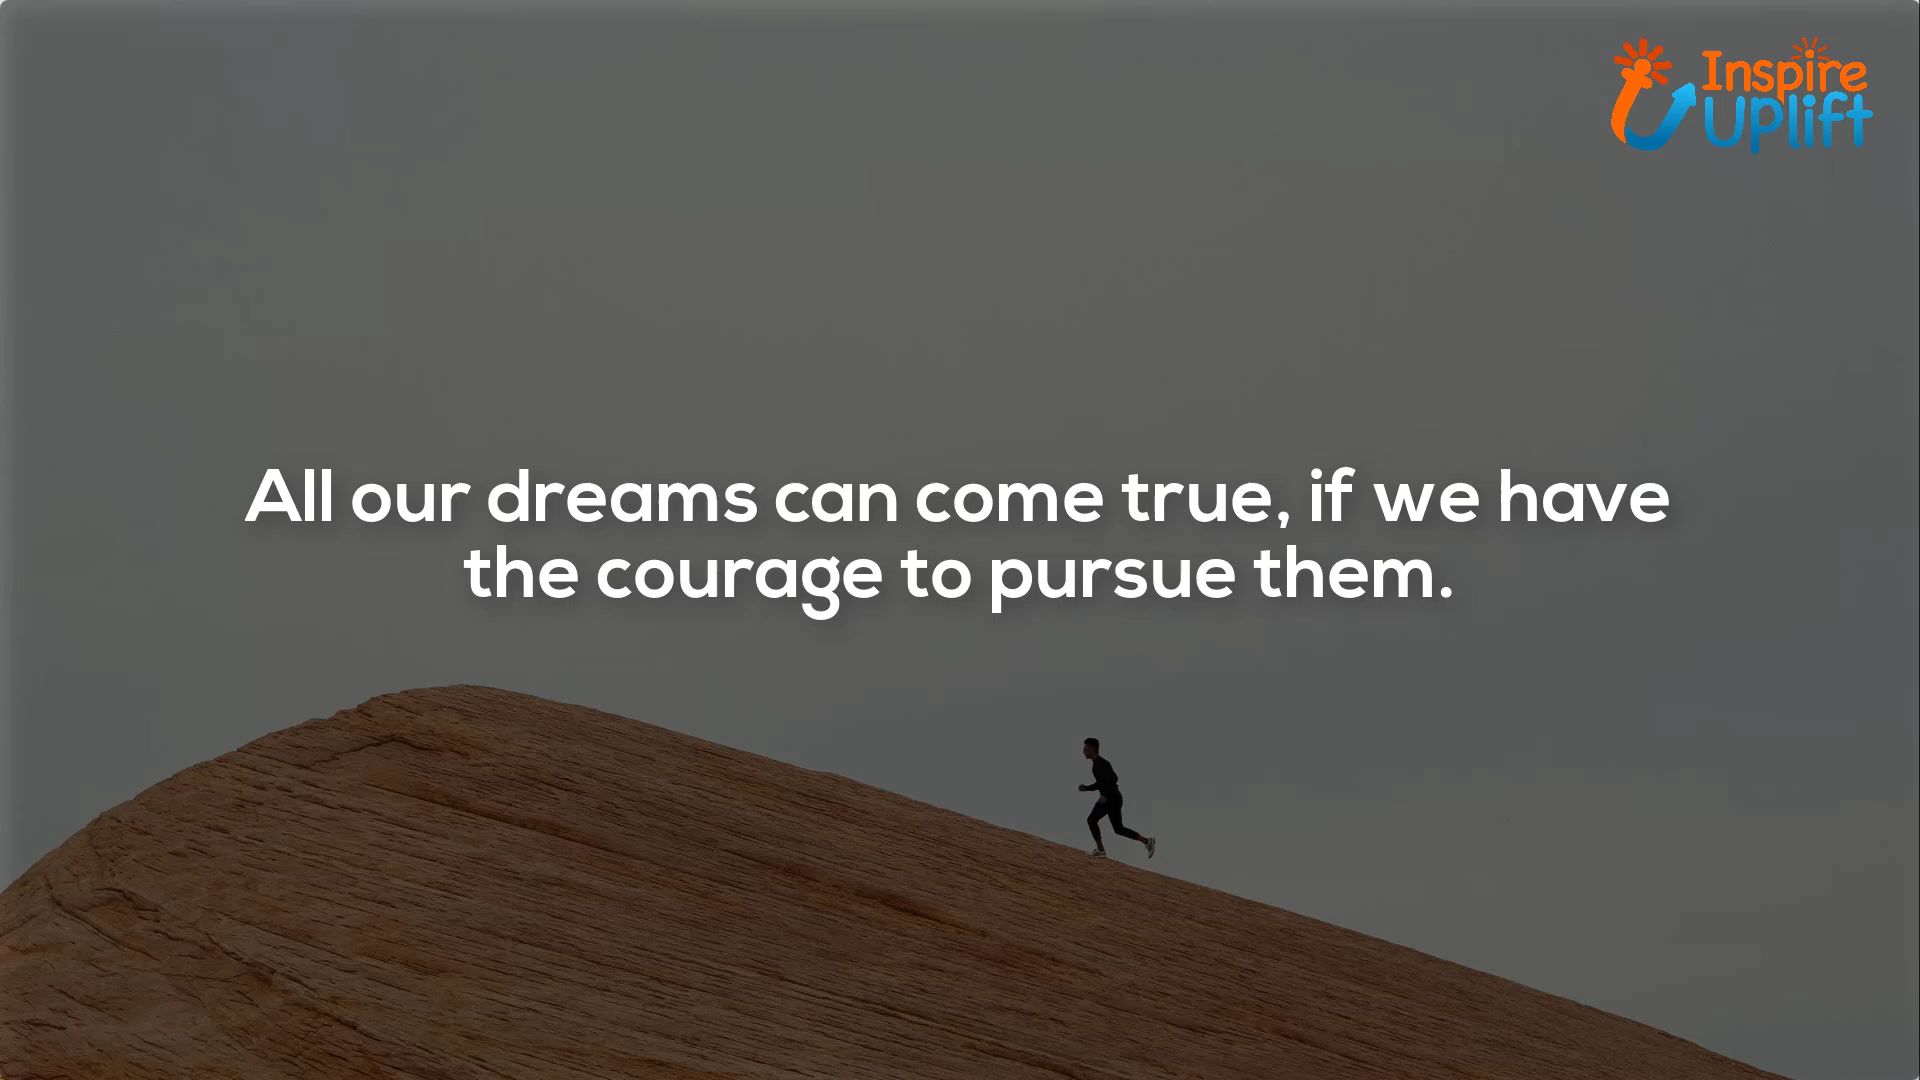 Inspire
Uplift
All our dreams can come true, if we have
the courage to pursue them.